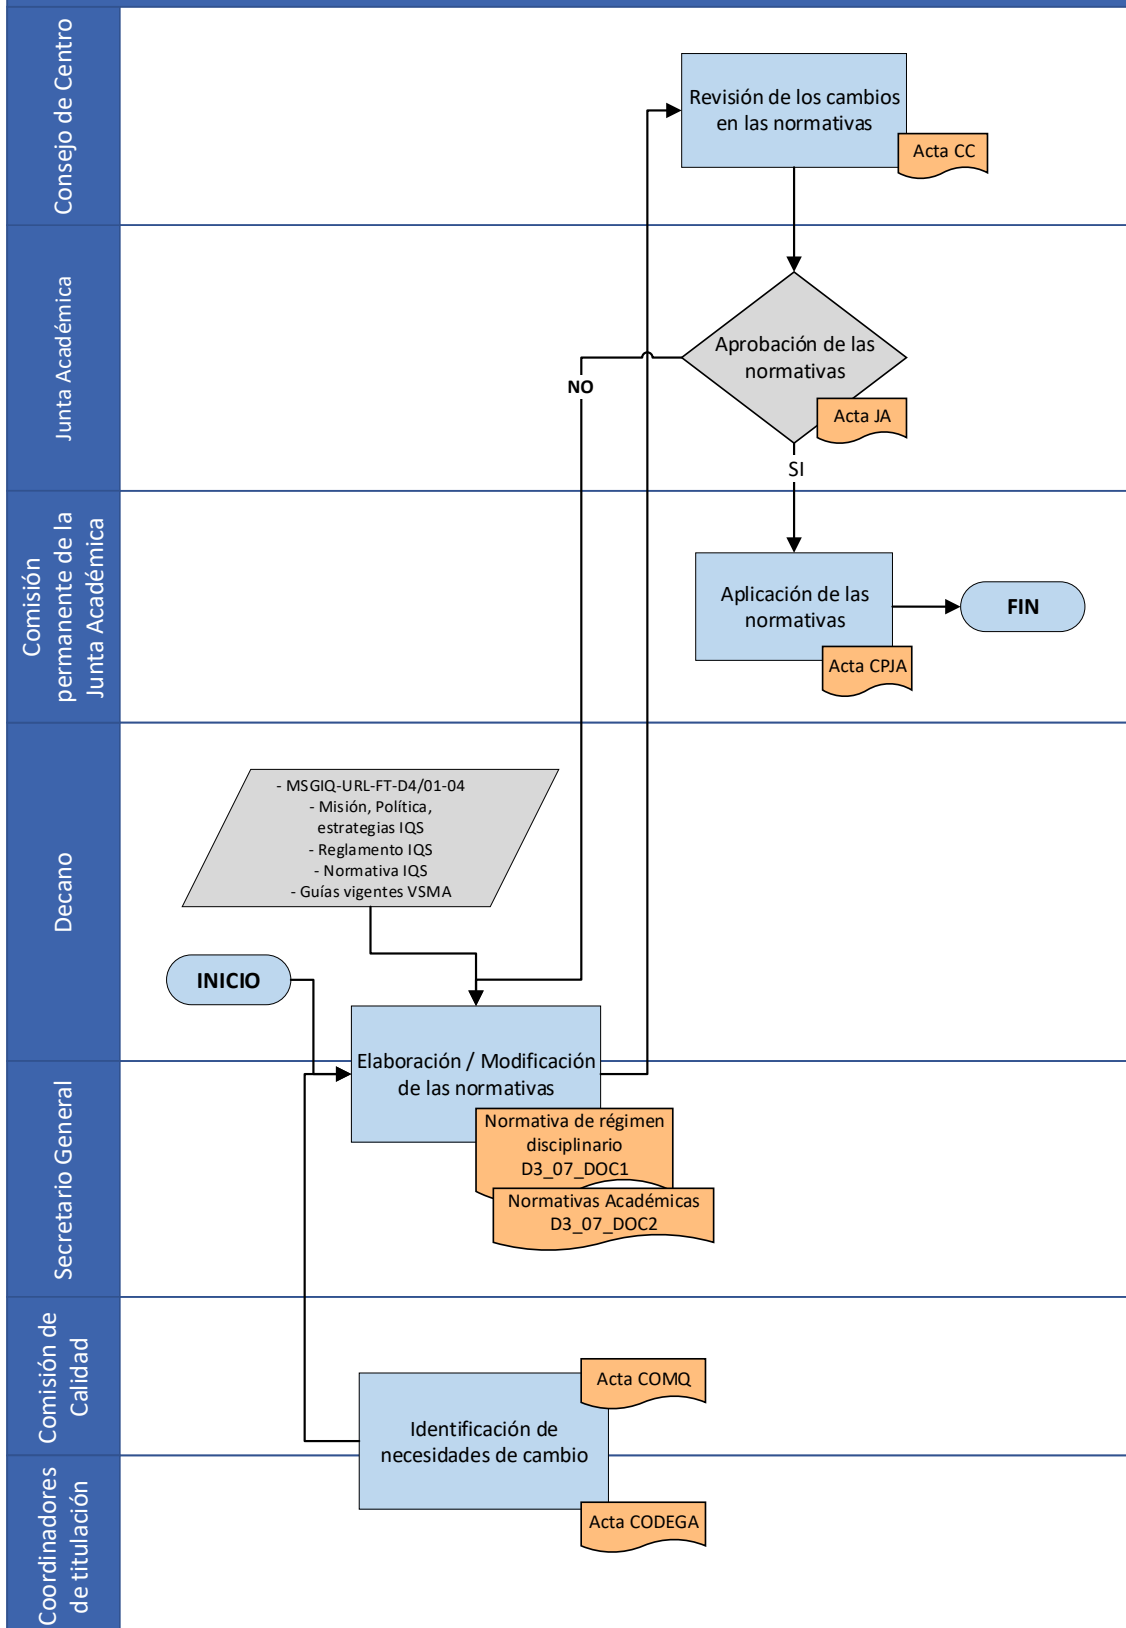 Consejo de Centro
Revisión de los cambios
en las normativas
Acta CC
Junta Académica
Aprobación de las
normativas
NO
Acta JA
SI
Comisión
permanente de la
Junta Académica
Aplicación de las
normativas
FIN
Acta CPJA
Decano
- MSGIQ-URL-FT-D4/01-04
- Misión, Política,
estrategias IQS
- Reglamento IQS
- Normativa IQS
- Guías vigentes VSMA
INICIO
Elaboración / Modificación
de las normativas
Secretario General
Normativa de régimen
disciplinario
D3_07_DOC1
Normativas Académicas
D3_07_DOC2
Comisión de
Calidad
Acta COMQ
Identificación de
necesidades de cambio
Coordinadores
de titulación
Acta CODEGA